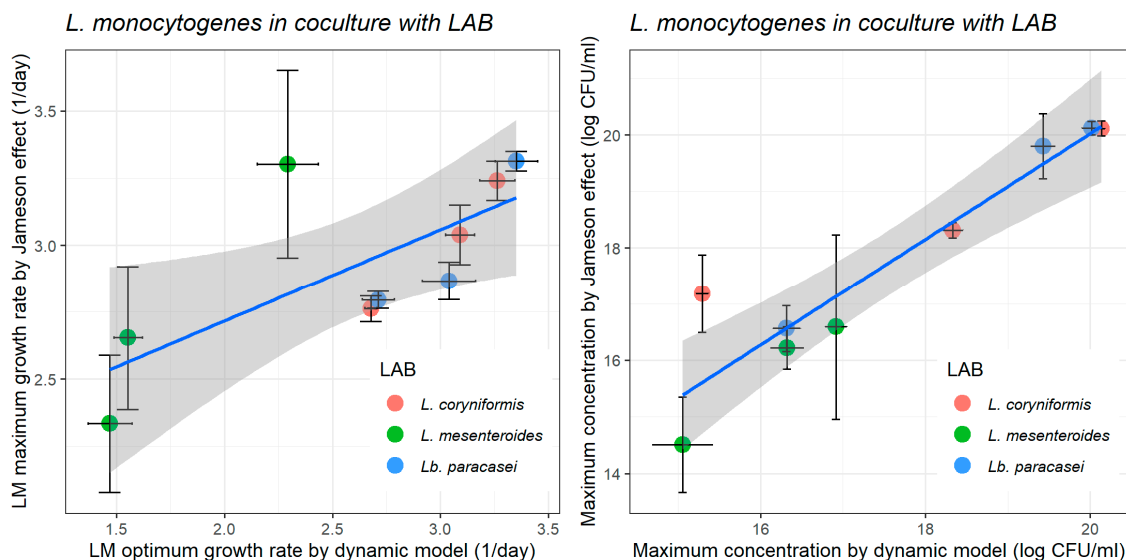 L. monocytogenes in coculture with LAB
LM maximum growth rate by Jameson effect (1/day)
3.5
3.0
2.5
LAB
L. coryniformis
L. mesenteroides
Lb. paracasei
1.5
2.0
2.5
3.0
3.5
LM optimum growth rate by dynamic model (1/day)
L. monocytogenes in coculture with LAB
Maximum concentration by Jameson effect (log CFU/ml)
20
18
16
14
LAB
L. coryniformis
L. mesenteroides
Lb. paracasei
16
18
20
Maximum concentration by dynamic model (log CFU/ml)